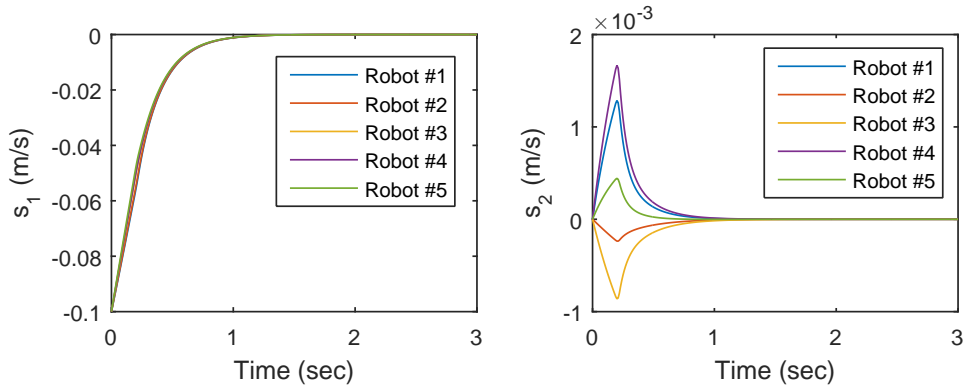 0
-0.02
-0.04
-0.06
-0.08
-0.1
s_1 (m/s)
0
1
2
3
Time (sec)
Robot #1
Robot #2
Robot #3
Robot #4
Robot #5
×10^-3
2
1
0
-1
s_2 (m/s)
0
1
2
3
Time (sec)
Robot #1
Robot #2
Robot #3
Robot #4
Robot #5